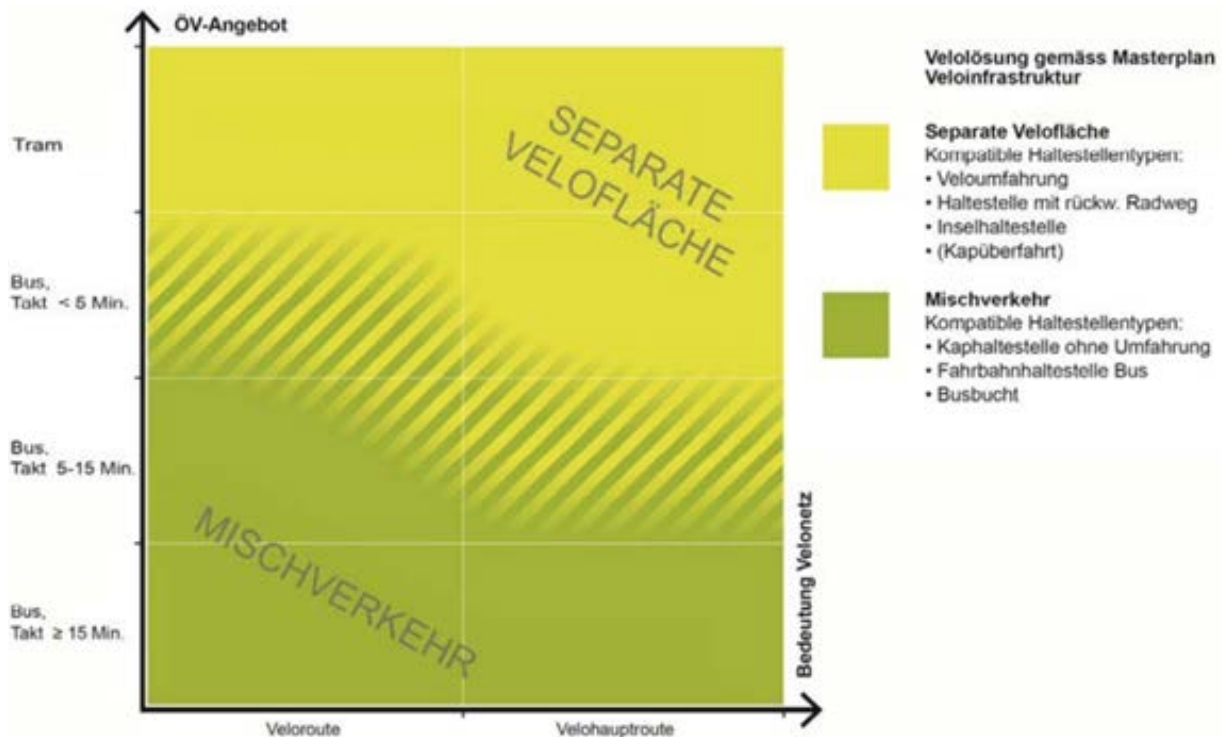 ÖV-Angebot
Tram
Bus,
Takt < 5 Min.
Bus,
Takt 5-15 Min.
Bus,
Takt ≥ 15 Min.
SEPARATE
VELOFLÄCHE
MISCHVERKEHR
Veloroute
Velohauptroute
Bedeutung Velonetz
Velolösung gemäss Masterplan
Veloinfrastruktur
Separate Velofläche
Kompatible Haltestellentypen:
• Veloumfahrung
• Haltestelle mit rückw. Radweg
• Inselhaltestelle
• (Kapüberfahrt)
Mischverkehr
Kompatible Haltestellentypen:
• Kaphaltestelle ohne Umfahrung
• Fahrbahnhaltestelle Bus
• Busbucht